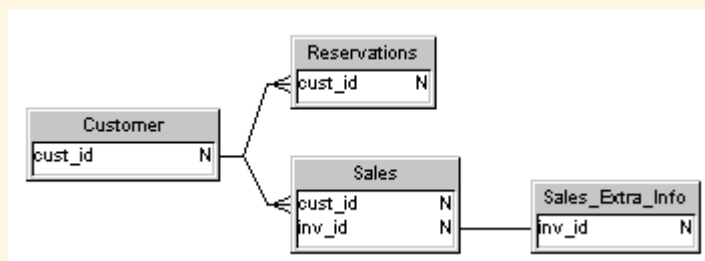 Reservations
cust_id N
Customer
cust_id N
Sales
cust_id N
inv_id N
Sales_Extra_Info
inv_id N